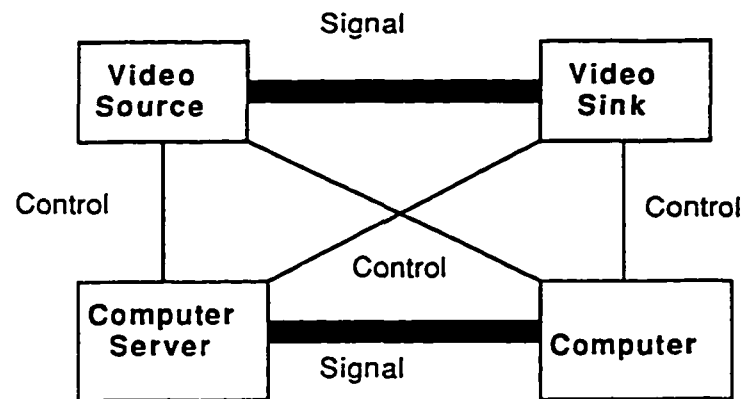 Signal
Video
Source
Video
Sink
Control
Control
Control
Computer
Server
Computer
Signal